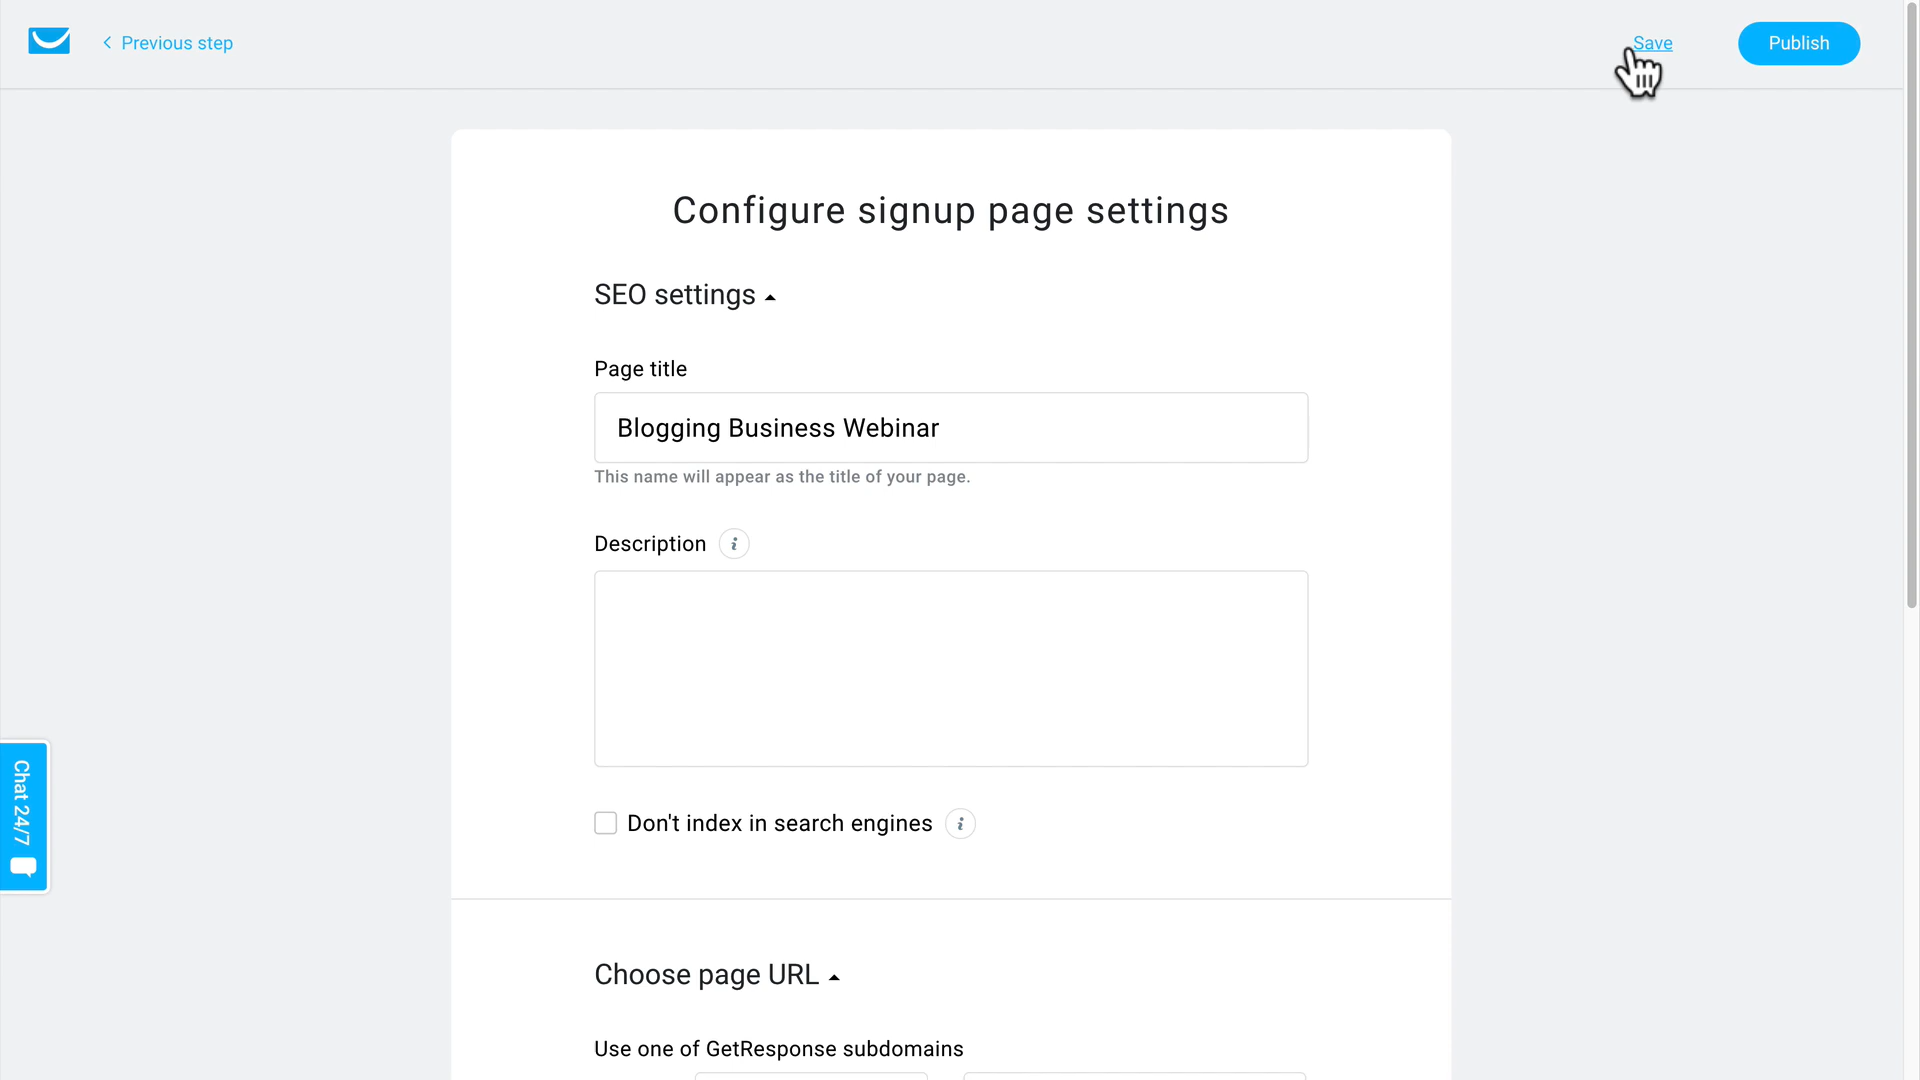 Previous step
Save
Publish
Configure signup page settings
SEO settings
Page title
Blogging Business Webinar
This name will appear as the title of your page.
Description
Don't index in search engines
Chat 24/7
Choose page URL
Use one of GetResponse subdomains